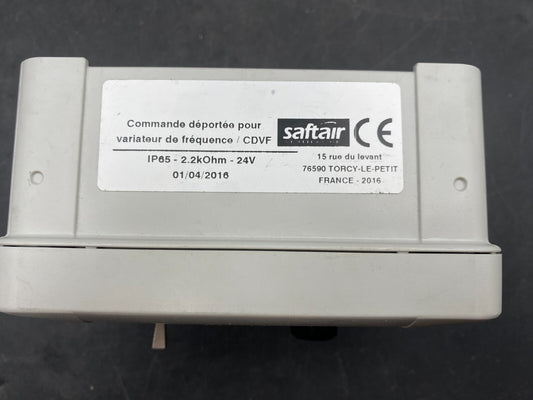 Commande déportée pour
variateur de fréquence / CDVF
IP65 - 2.2kOhm - 24V
01/04/2016
saftair
CE
15 rue du levant
76590 TORCY-LE-PETIT
FRANCE - 2016